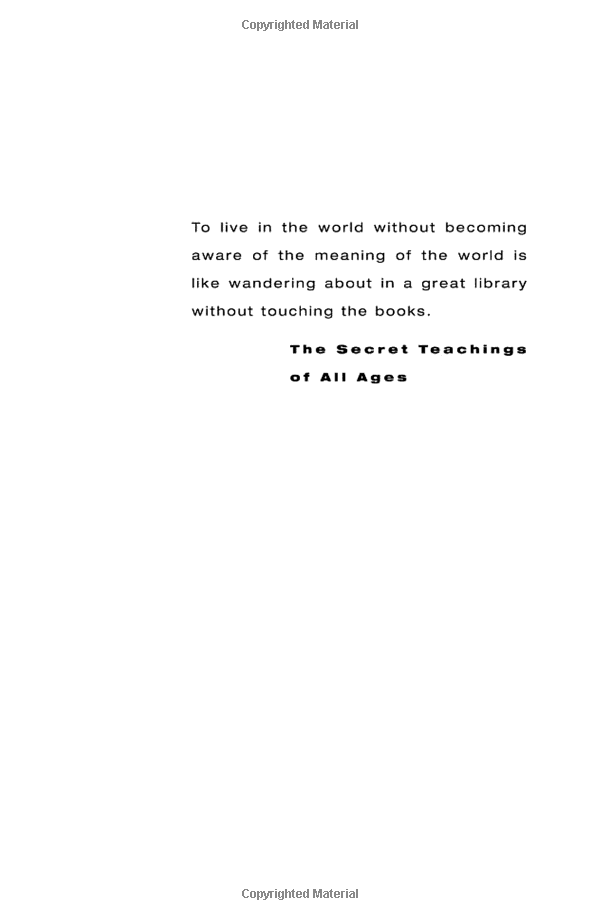 Copyrighted Material
To live in the world without becoming
aware of the meaning of the world is
like wandering about in a great library
without touching the books.
The Secret Teachings
of All Ages
Copyrighted Material